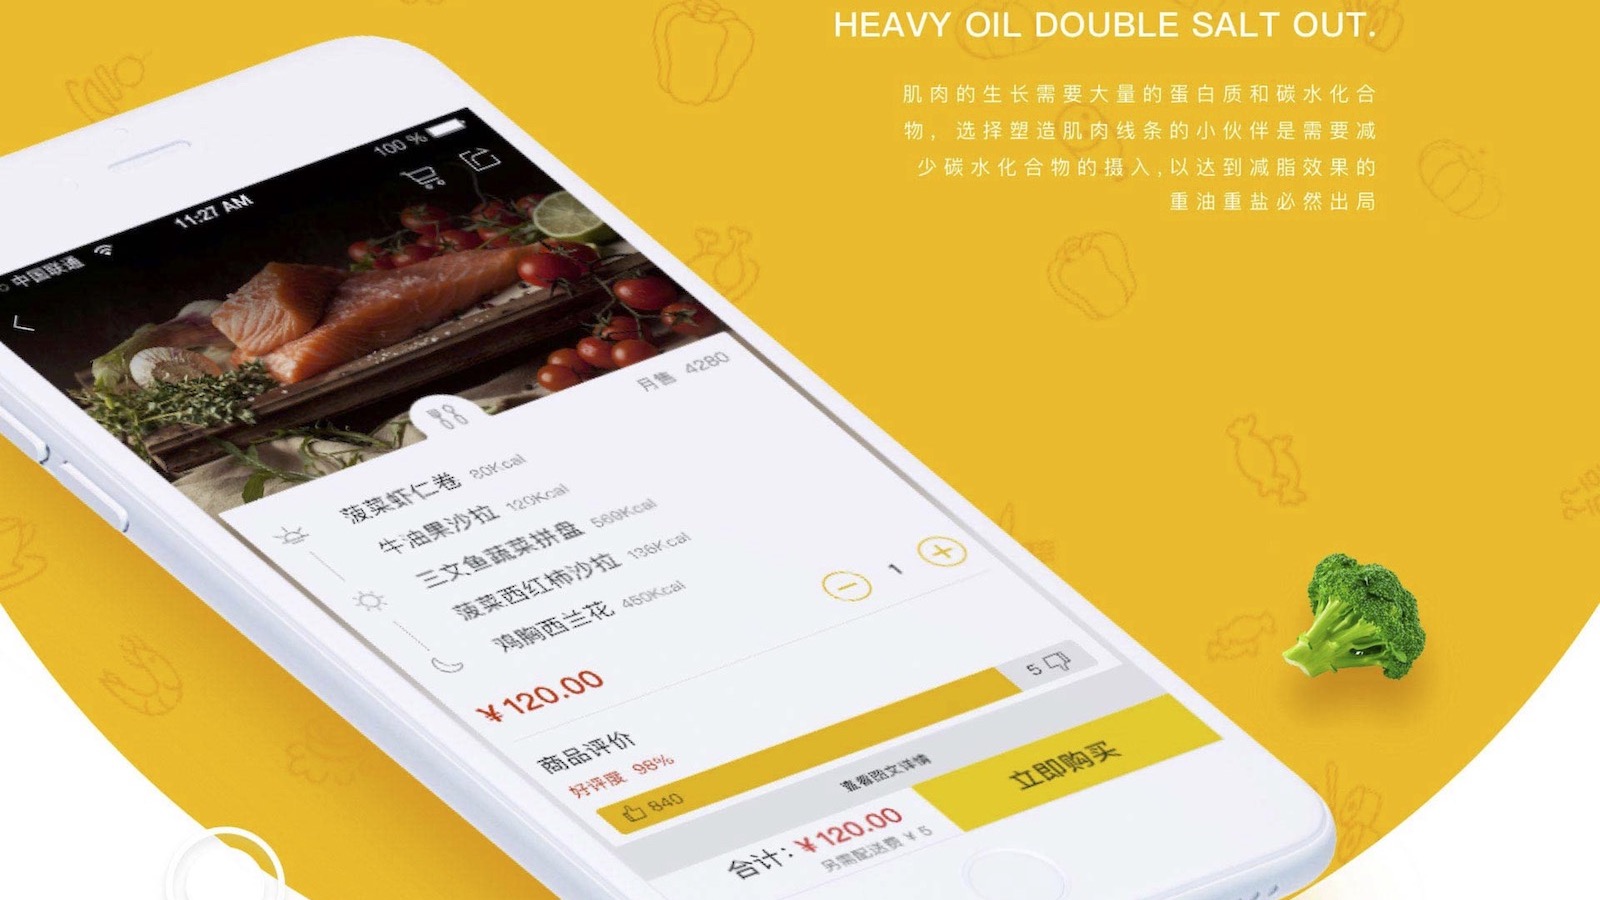 HEAVY OIL DOUBLE SALT OUT.
肌肉的生长需要大量的蛋白质和碳水化合
物，选择塑造肌肉线条的小伙伴是需要减
少碳水化合物的摄入,以达到减脂效果的
重油重盐必然出局
中国联通
11:27 AM
100 %
月售 4280
菠菜虾仁卷 80Kcal
牛油果沙拉 120Kcal
三文鱼蔬菜拼盘 569Kcal
菠菜西红柿沙拉 136Kcal
鸡胸西兰花 450Kcal
1
¥120.00
商品评价
好评度 98%
840
5
查看图文详情
合计：¥120.00
另需配送费 ¥ 5
立即购买